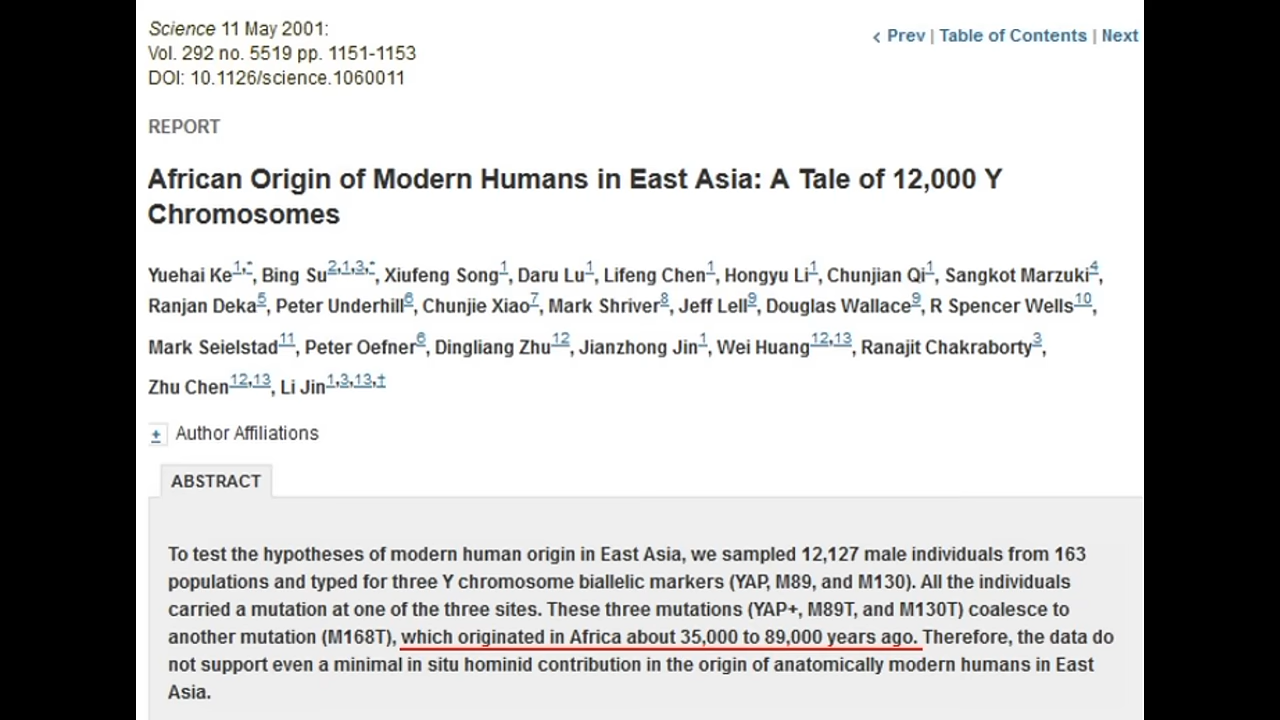 Science 11 May 2001:
Vol. 292 no. 5519 pp. 1151-1153
DOI: 10.1126/science.1060011
‹ Prev | Table of Contents | Next
REPORT
African Origin of Modern Humans in East Asia: A Tale of 12,000 Y
Chromosomes
Yuehai Ke1,*, Bing Su2,1,3,*, Xiufeng Song1, Daru Lu1, Lifeng Chen1, Hongyu Li1, Chunjian Qi1, Sangkot Marzuki4,
Ranjan Deka5, Peter Underhill6, Chunjie Xiao7, Mark Shriver8, Jeff Lell9, Douglas Wallace9, R Spencer Wells10,
Mark Seielstad11, Peter Oefner6, Dingliang Zhu12, Jianzhong Jin1, Wei Huang12,13, Ranajit Chakraborty3,
Zhu Chen12,13, Li Jin1,3,13,†
+ Author Affiliations
ABSTRACT
To test the hypotheses of modern human origin in East Asia, we sampled 12,127 male individuals from 163
populations and typed for three Y chromosome biallelic markers (YAP, M89, and M130). All the individuals
carried a mutation at one of the three sites. These three mutations (YAP+, M89T, and M130T) coalesce to
another mutation (M168T), which originated in Africa about 35,000 to 89,000 years ago. Therefore, the data do
not support even a minimal in situ hominid contribution in the origin of anatomically modern humans in East
Asia.